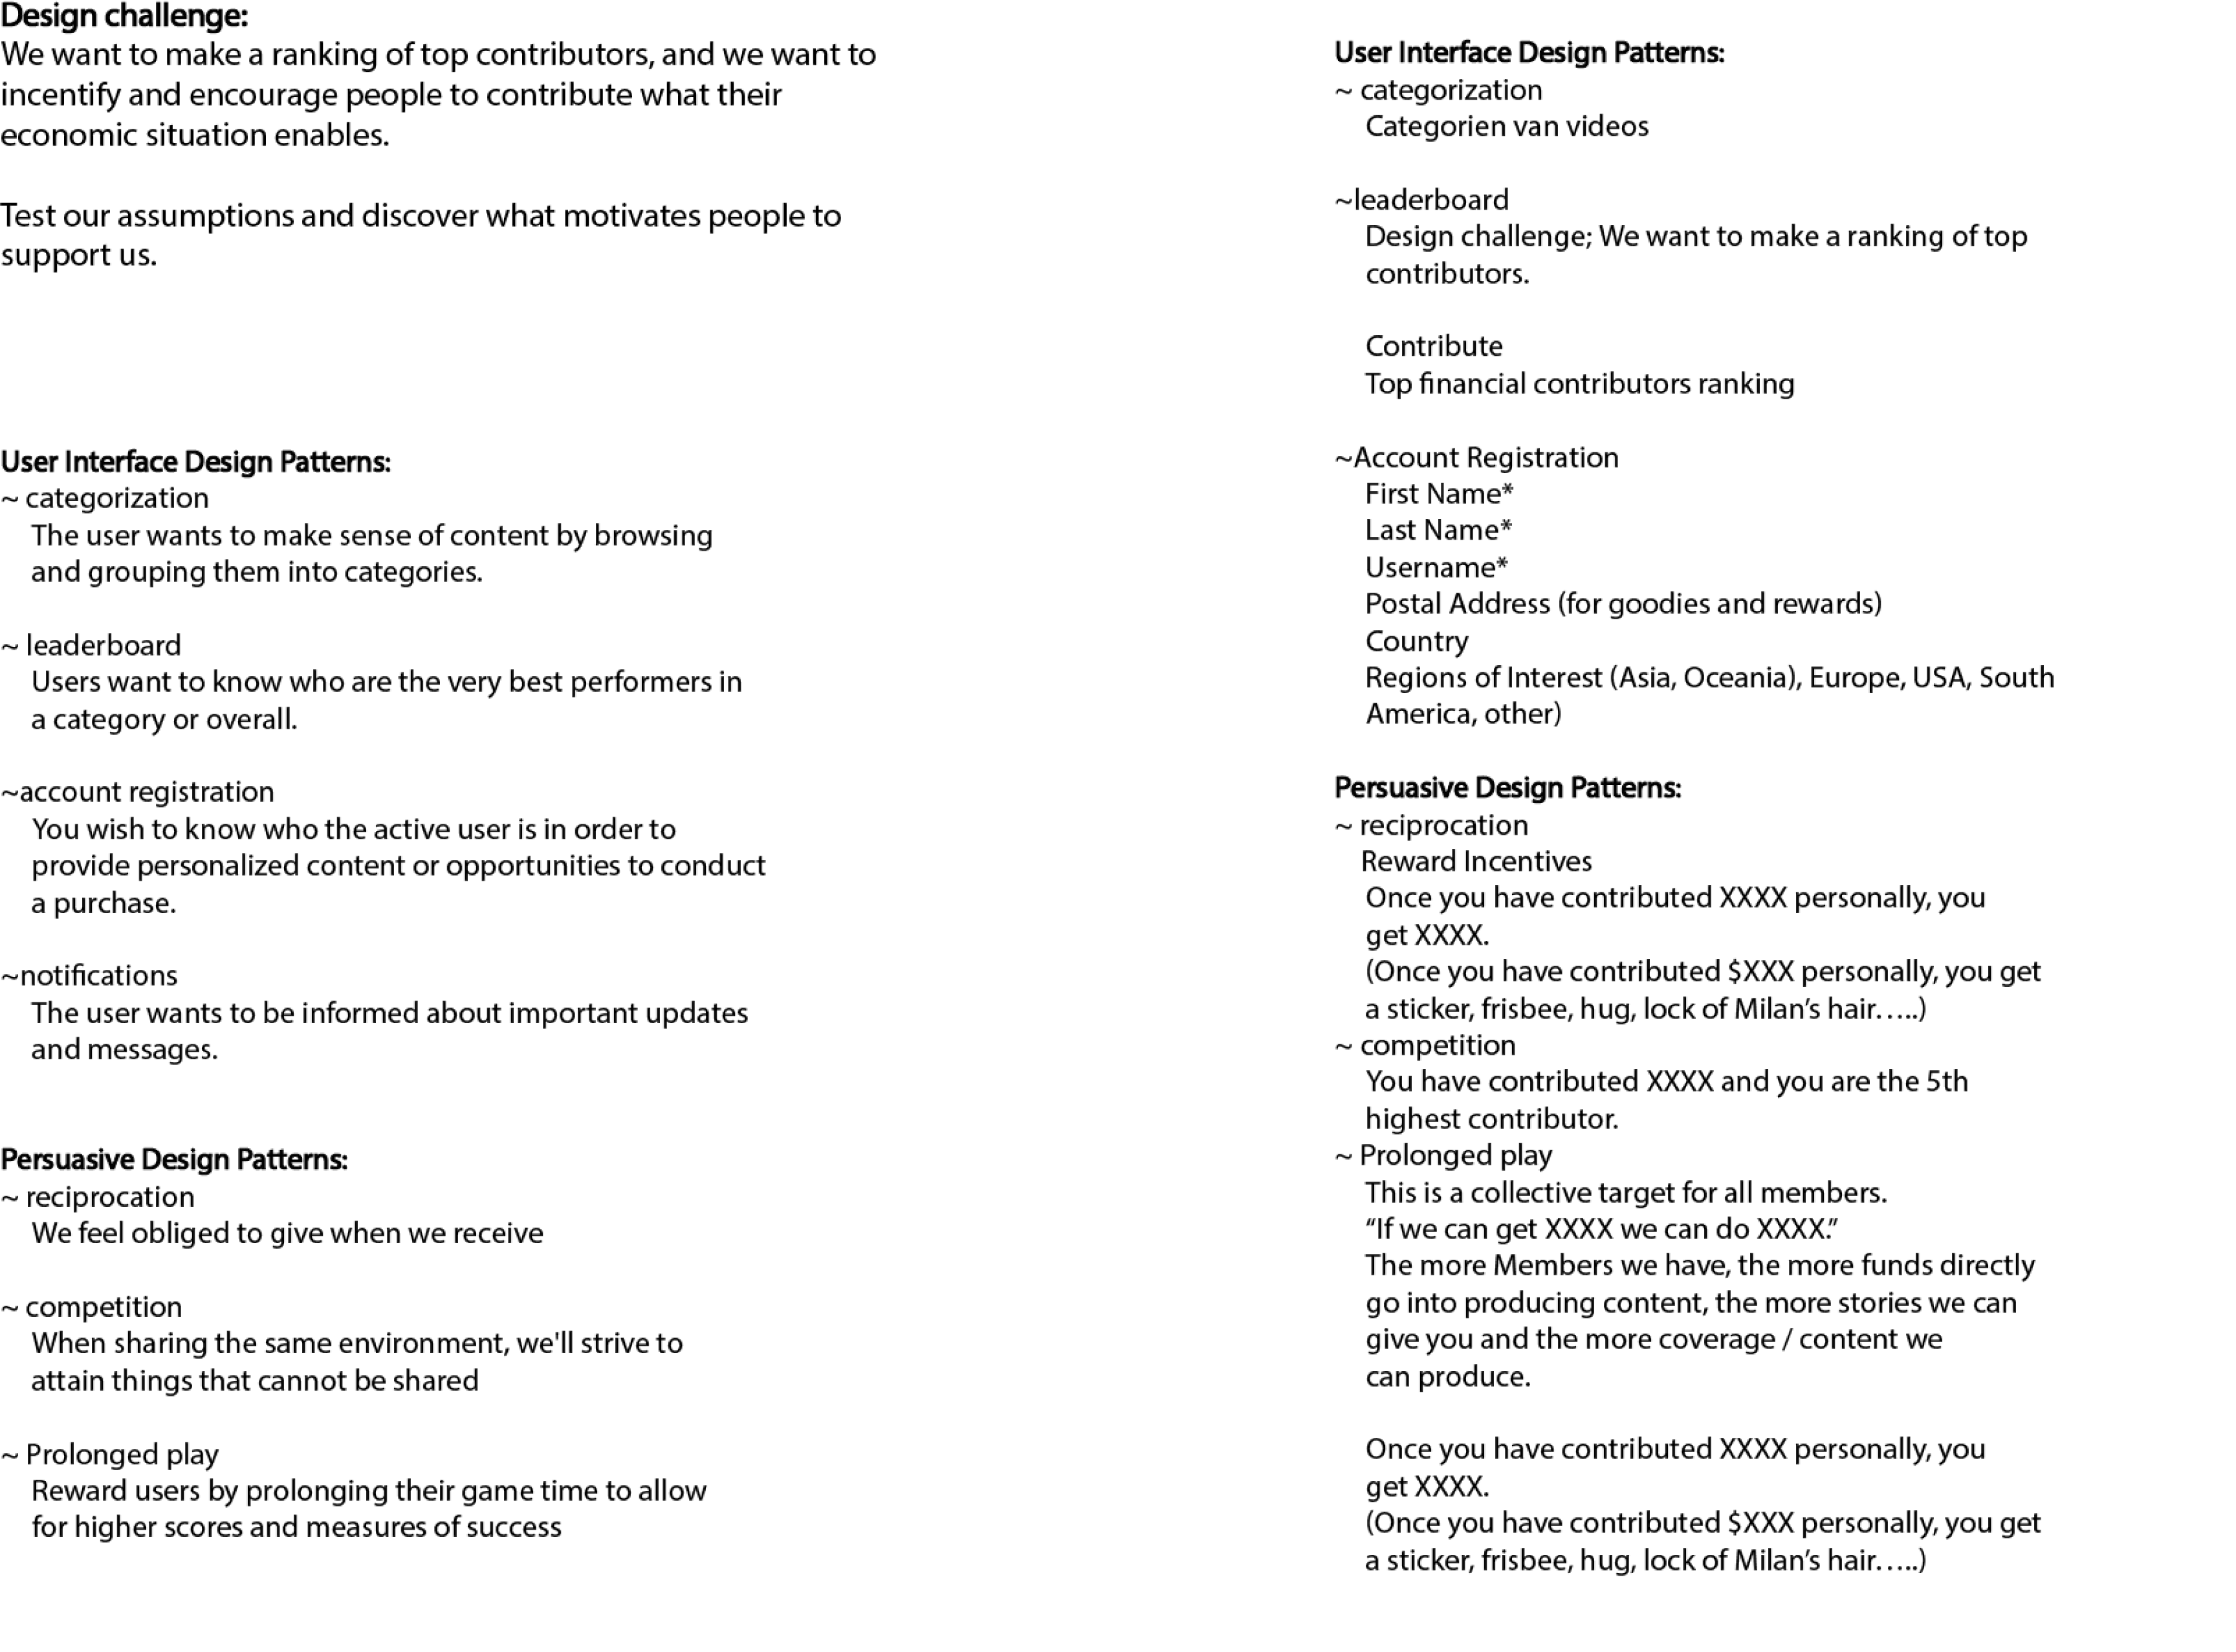 Design challenge:
We want to make a ranking of top contributors, and we want to
incentify and encourage people to contribute what their
economic situation enables.
Test our assumptions and discover what motivates people to
support us.
User Interface Design Patterns:
~ categorization
The user wants to make sense of content by browsing
and grouping them into categories.
~ leaderboard
Users want to know who are the very best performers in
a category or overall.
~account registration
You wish to know who the active user is in order to
provide personalized content or opportunities to conduct
a purchase.
~notifications
The user wants to be informed about important updates
and messages.
Persuasive Design Patterns:
~ reciprocation
We feel obliged to give when we receive
~ competition
When sharing the same environment, we'll strive to
attain things that cannot be shared
~ Prolonged play
Reward users by prolonging their game time to allow
for higher scores and measures of success
User Interface Design Patterns:
~ categorization
Categorien van videos
~leaderboard
Design challenge; We want to make a ranking of top
contributors.
Contribute
Top financial contributors ranking
~Account Registration
First Name*
Last Name*
Username*
Postal Address (for goodies and rewards)
Country
Regions of Interest (Asia, Oceania), Europe, USA, South
America, other)
Persuasive Design Patterns:
~ reciprocation
Reward Incentives
Once you have contributed XXXX personally, you
get XXXX.
(Once you have contributed $XXX personally, you get
a sticker, frisbee, hug, lock of Milan’s hair…..)
~ competition
You have contributed XXXX and you are the 5th
highest contributor.
~ Prolonged play
This is a collective target for all members.
“If we can get XXXX we can do XXXX.”
The more Members we have, the more funds directly
go into producing content, the more stories we can
give you and the more coverage / content we
can produce.
Once you have contributed XXXX personally, you
get XXXX.
(Once you have contributed $XXX personally, you get
a sticker, frisbee, hug, lock of Milan’s hair…..)